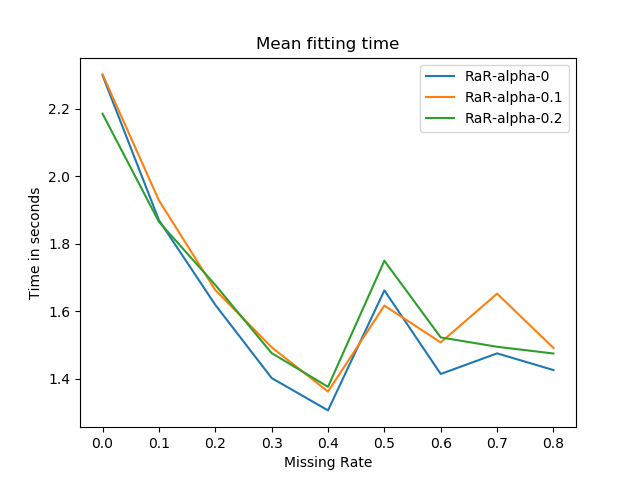 Mean fitting time
RaR-alpha-0
RaR-alpha-0.1
RaR-alpha-0.2
Time in seconds
2.2
2.0
1.8
1.6
1.4
0.0 0.1 0.2 0.3 0.4 0.5 0.6 0.7 0.8
Missing Rate